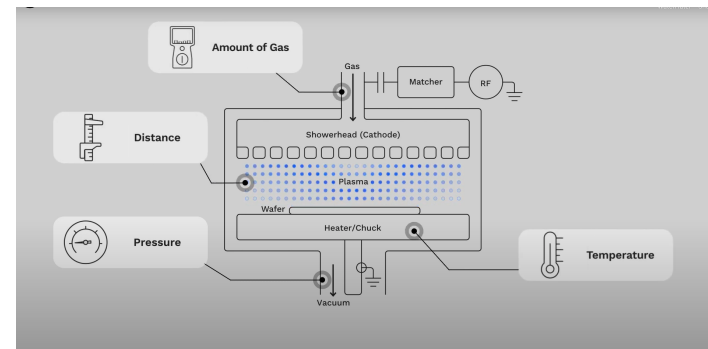 Amount of Gas
Gas
Matcher
RF
Showerhead (Cathode)
Distance
Plasma
Wafer
Heater/Chuck
Pressure
Temperature
Vacuum